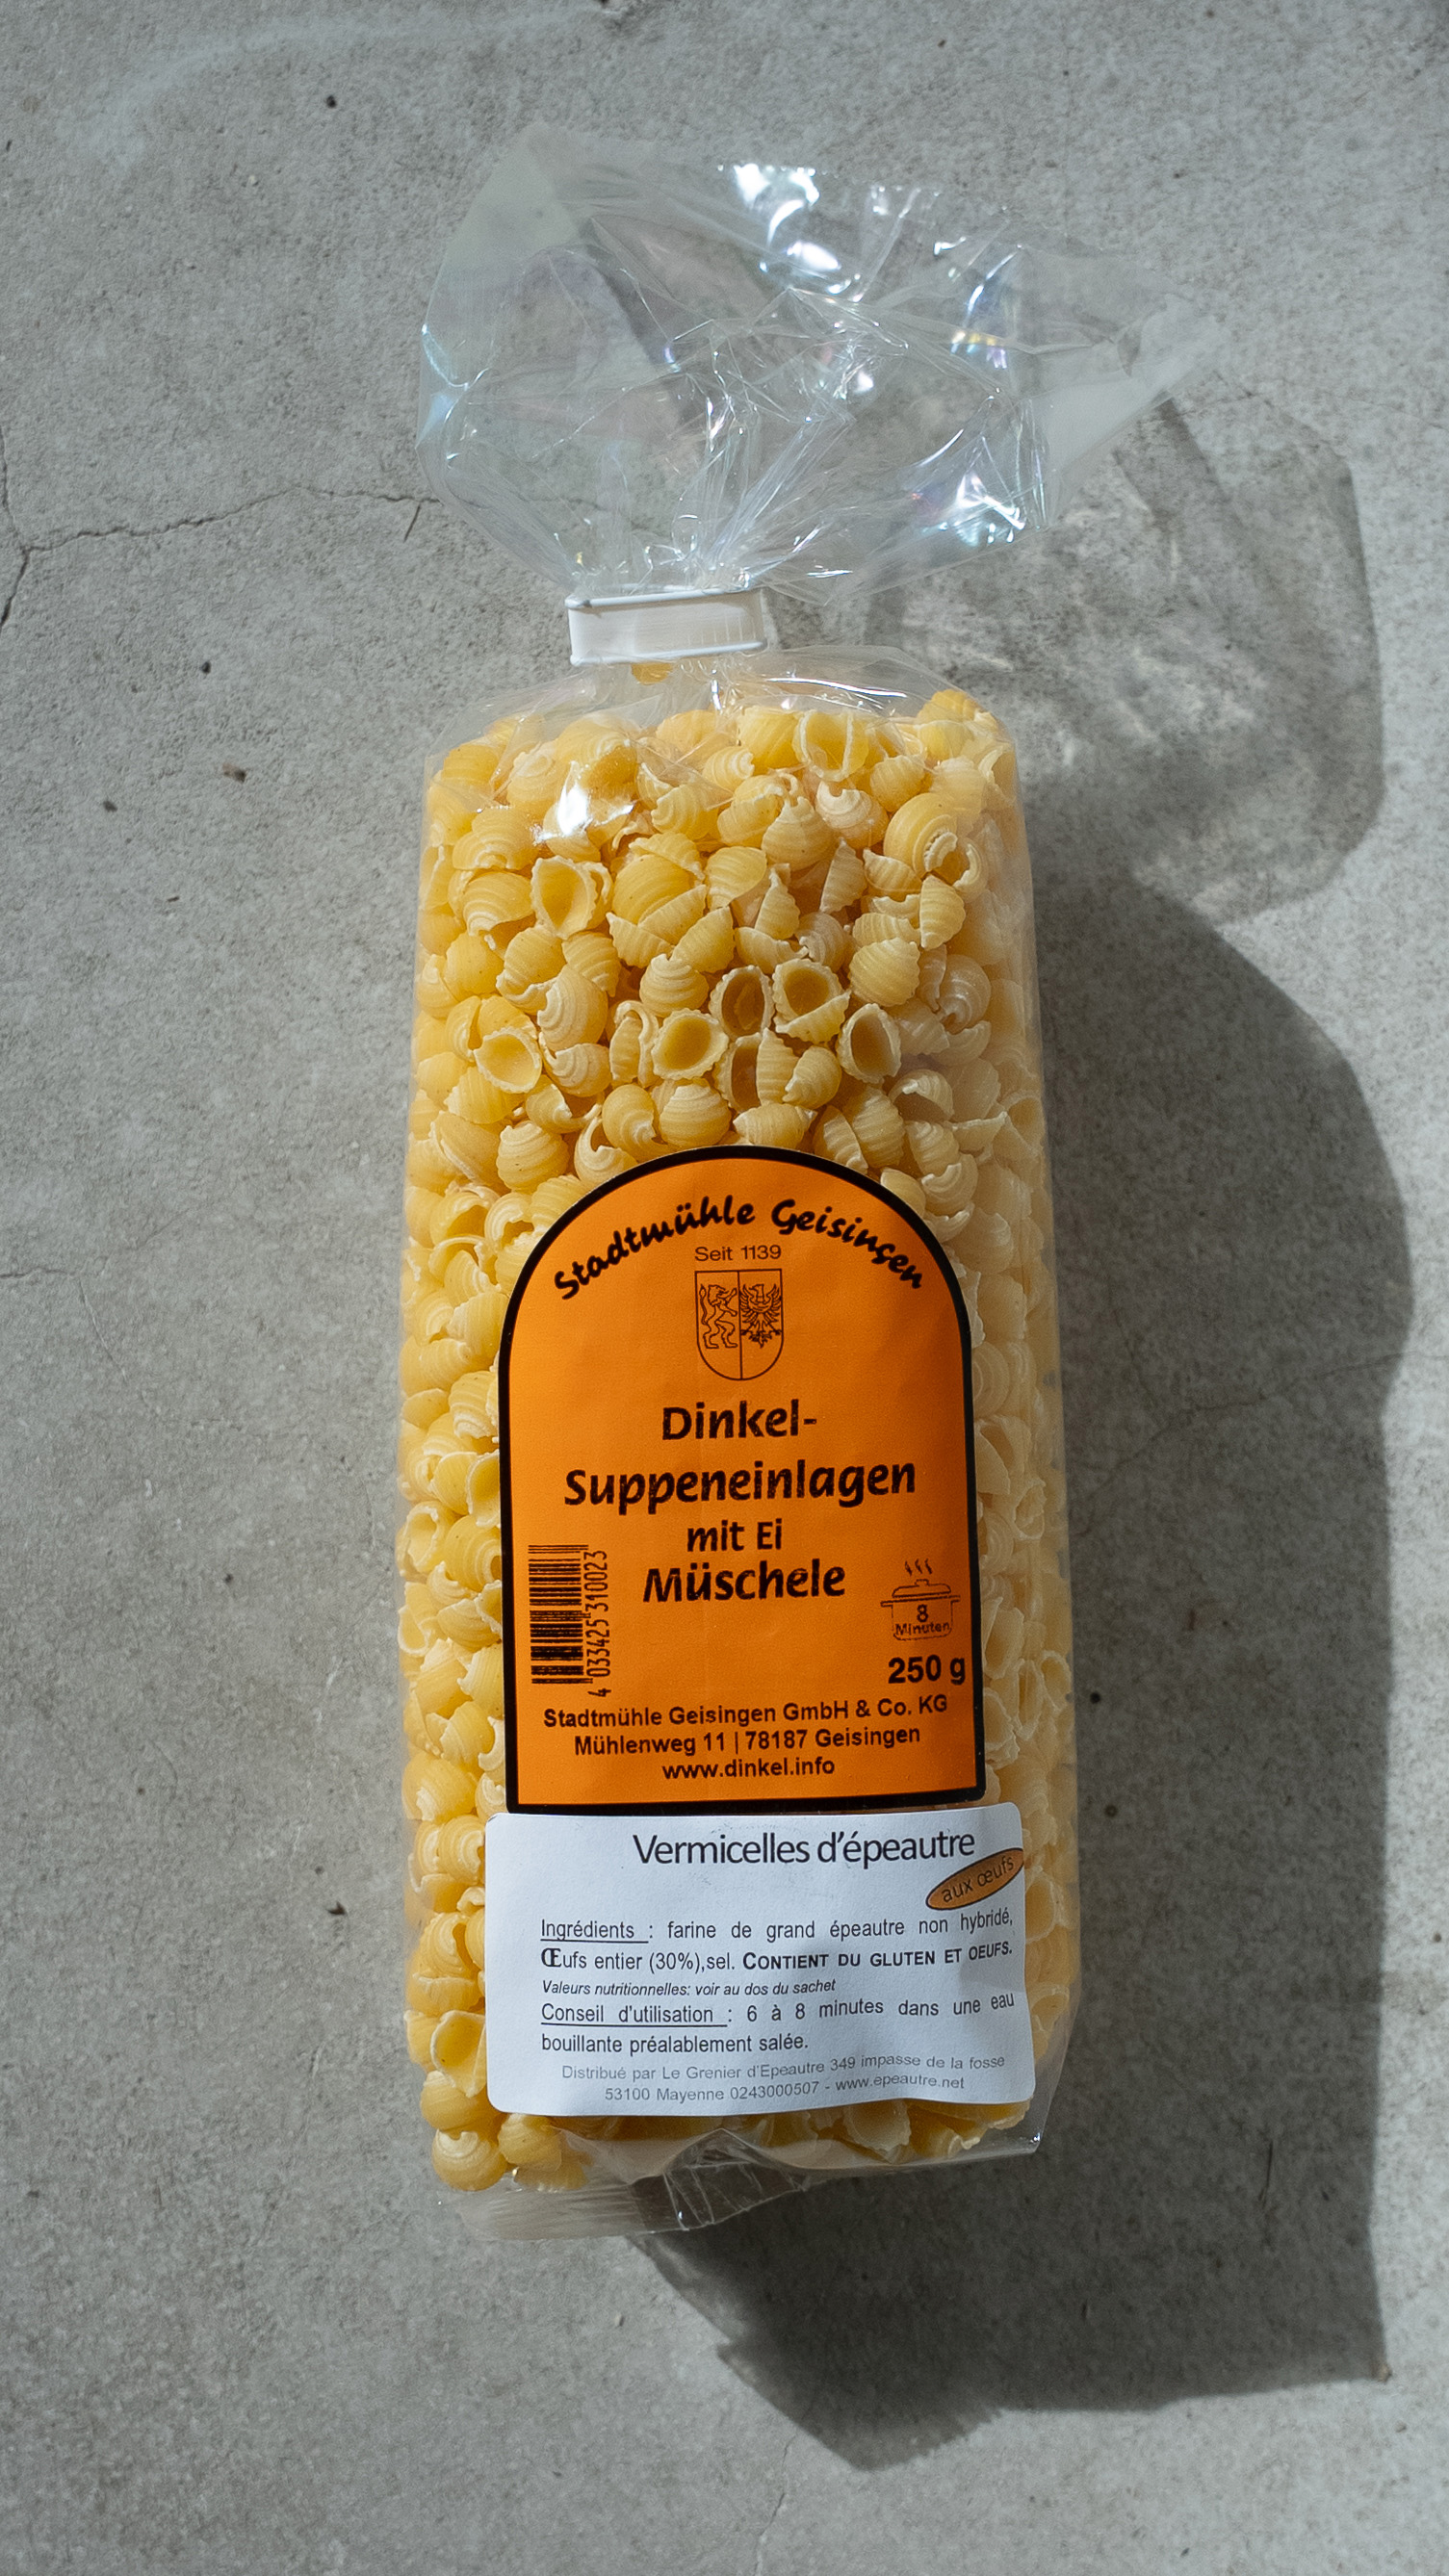 Stadtmühle Geisingen
Seit 1139
Dinkel-
Suppeneinlagen
mit Ei
Müschele
4 033425 310023
8
Minuten
250 g
Stadtmühle Geisingen GmbH & Co. KG
Mühlenweg 11 | 78187 Geisingen
www.dinkel.info
Vermicelles d'épeautre
aux œufs
Ingrédients : farine de grand épeautre non hybridé,
Œufs entier (30%),sel. CONTIENT DU GLUTEN ET OEUFS.
Valeurs nutritionnelles: voir au dos du sachet
Conseil d'utilisation : 6 à 8 minutes dans une eau
bouillante préalablement salée.
Distribué par Le Grenier d'Epeautre 349 impasse de la fosse
53100 Mayenne 0243000507 - www.epeautre.net